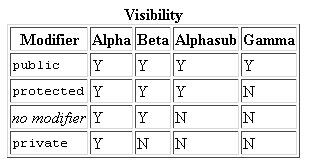 Visibility
Modifier Alpha Beta Alphasub Gamma
public Y Y Y Y
protected Y Y Y N
no modifier Y Y N N
private Y N N N